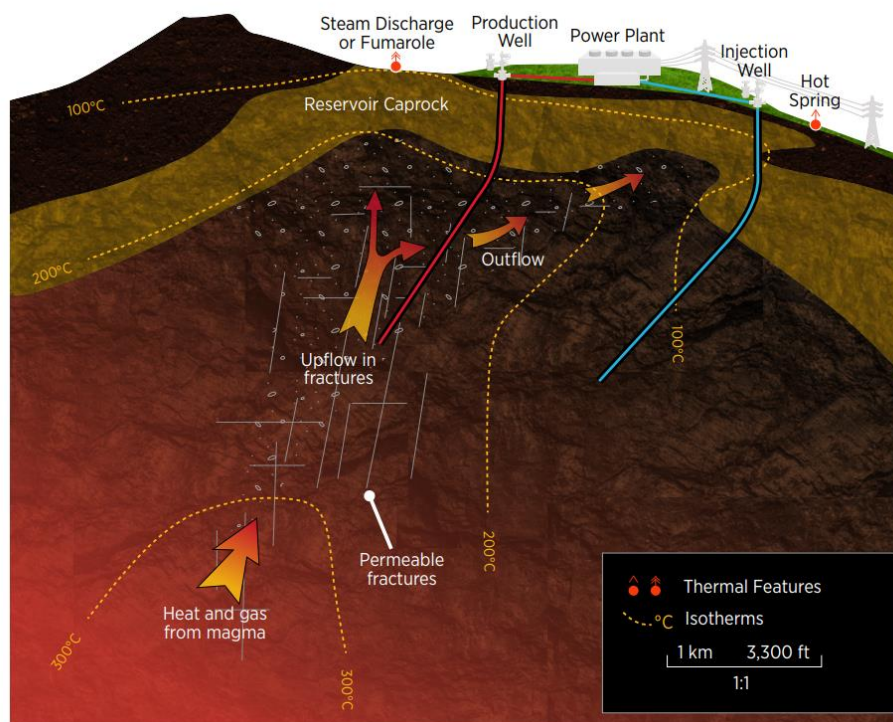 Steam Discharge
or Fumarole
Production
Well
Power Plant
Injection
Well
Hot
Spring
100°C
Reservoir Caprock
200°C
Outflow
100°C
Upflow in
fractures
200°C
Permeable
fractures
Heat and gas
from magma
300°C
300°C
Thermal Features
°C Isotherms
1 km 3,300 ft
1:1